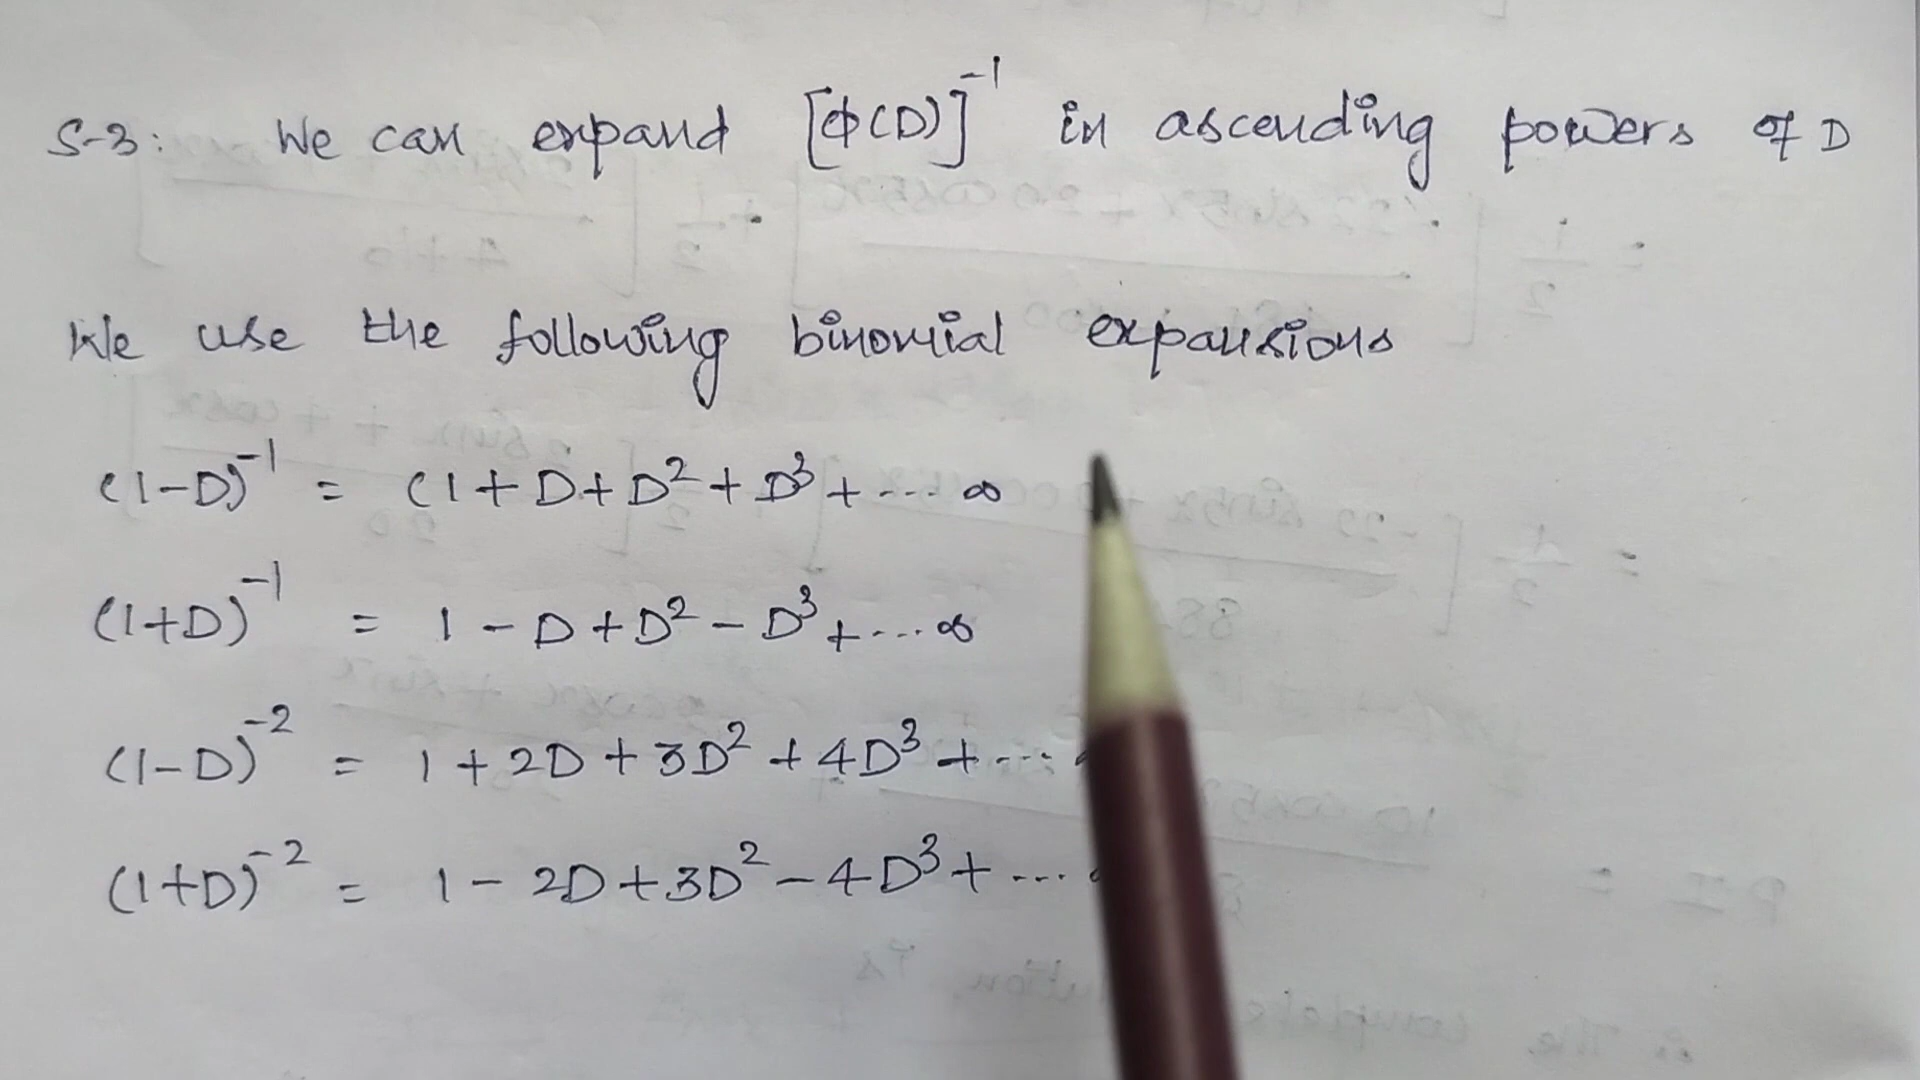 S-3: We can expand [ϕ(D)]⁻¹ in ascending powers of D
We use the following binomial expansions
(1-D)⁻¹ = (1+D+D²+D³+... ∞
(1+D)⁻¹ = 1-D+D²-D³+...∞
(1-D)⁻² = 1+2D+3D²+4D³+...
(1+D)⁻² = 1-2D+3D²-4D³+...